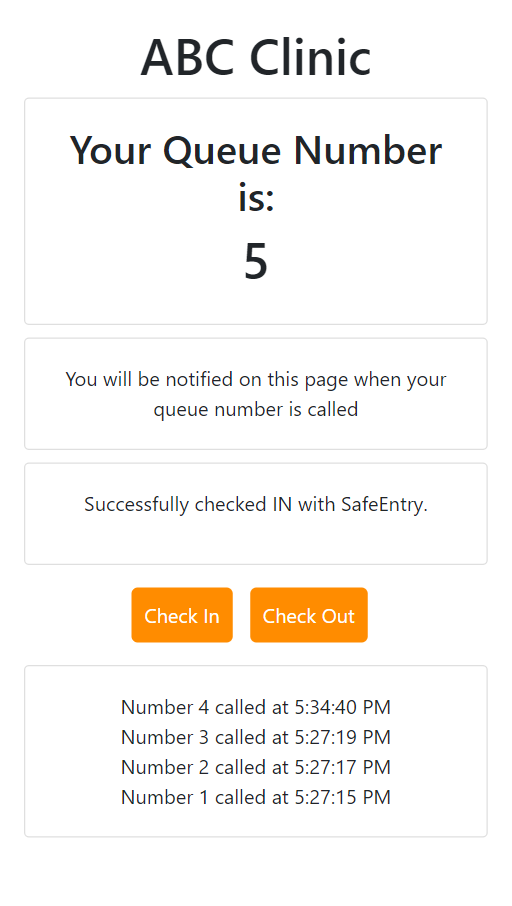 ABC Clinic
Your Queue Number
is:
5
You will be notified on this page when your
queue number is called
Successfully checked IN with SafeEntry.
Check In
Check Out
Number 4 called at 5:34:40 PM
Number 3 called at 5:27:19 PM
Number 2 called at 5:27:17 PM
Number 1 called at 5:27:15 PM